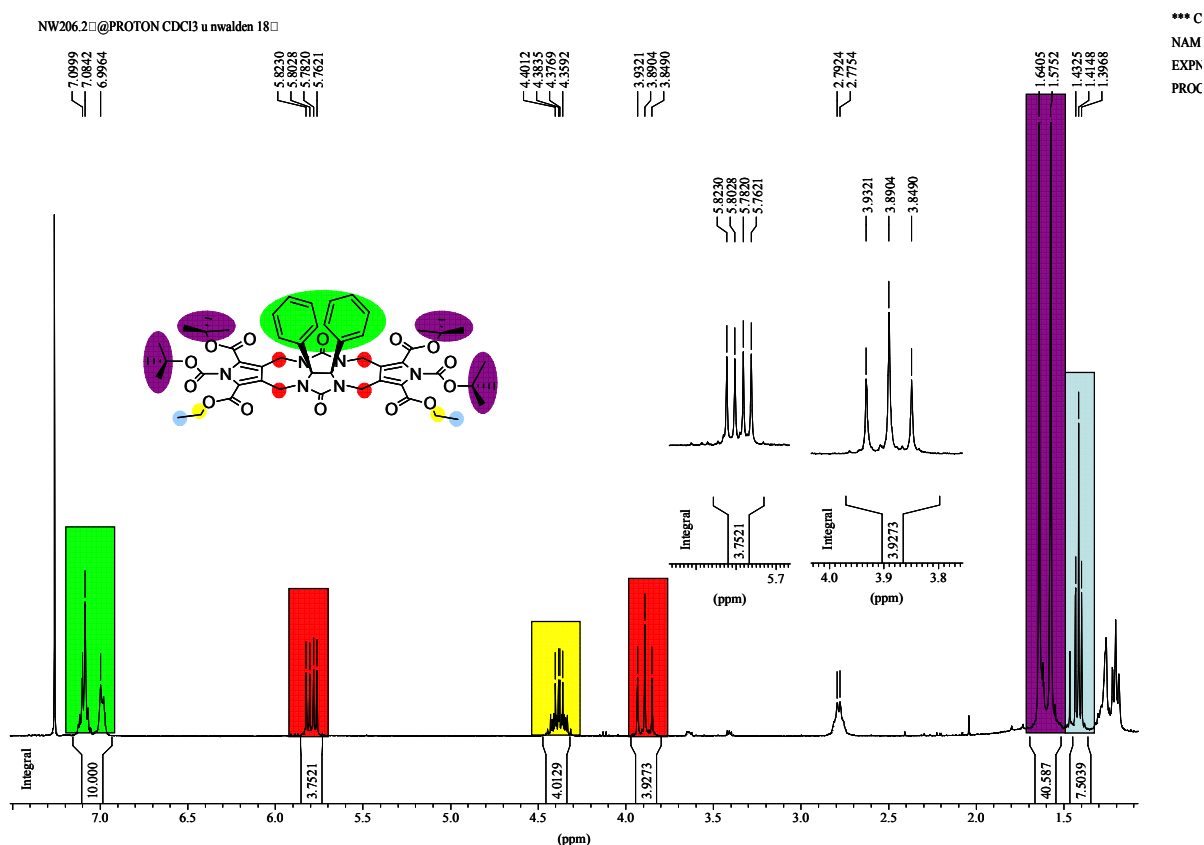 NW206.2□@PROTON CDCl3 u nwalden 18□
*** C
NAM
EXPN
PROC
7.0999
7.0842
6.9964
5.8230
5.8028
5.7820
5.7621
4.4012
4.3835
4.3769
4.3592
3.9321
3.8904
3.8490
2.7924
2.7754
1.6405
1.5752
1.4325
1.4148
1.3968
5.8230
5.8028
5.7820
5.7621
3.9321
3.8904
3.8490
O O O O O O
N N N N N N
O O O O O O
O O
Integral
3.7521
5.7
(ppm)
Integral
3.9273
4.0 3.9 3.8
(ppm)
Integral
10.000
3.7521
4.0129
3.9273
40.587
7.5039
7.0 6.5 6.0 5.5 5.0 4.5 4.0 3.5 3.0 2.5 2.0 1.5
(ppm)